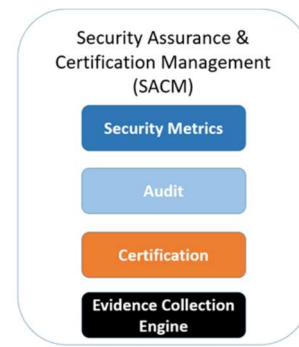 Security Assurance &
Certification Management
(SACM)
Security Metrics
Audit
Certification
Evidence Collection
Engine